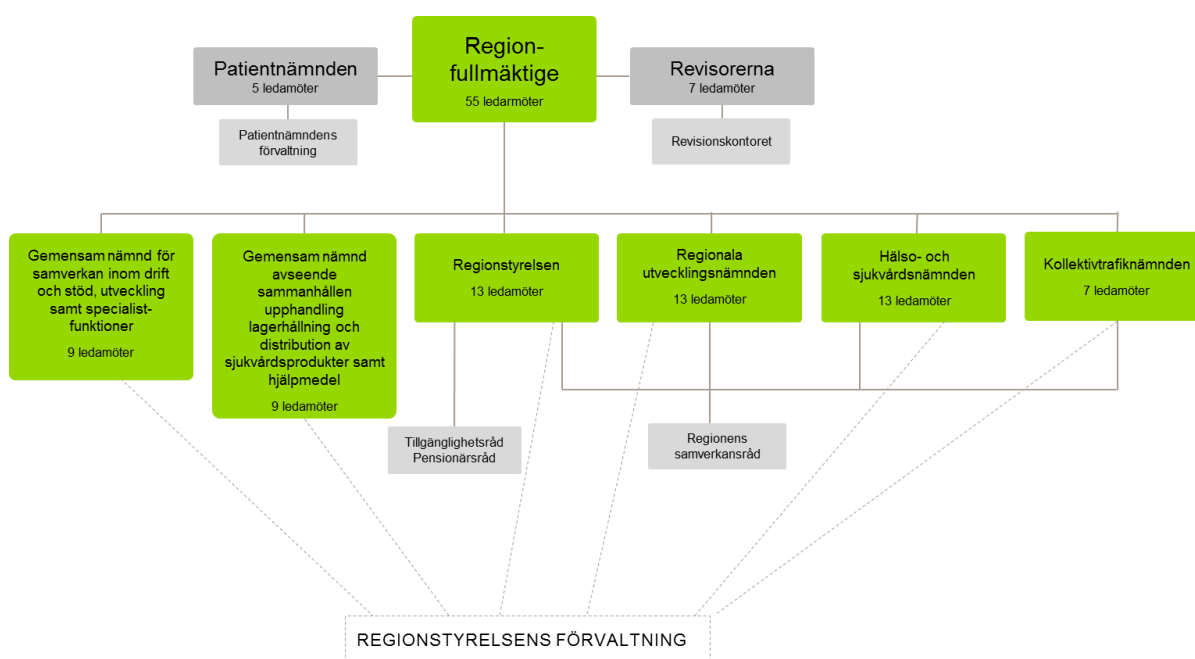 Region-
fullmäktige
55 ledarmöter
Patientnämnden
5 ledamöter
Revisorerna
7 ledamöter
Patientnämndens
förvaltning
Revisionskontoret
Gemensam nämnd för
samverkan inom drift
och stöd, utveckling
samt specialist-
funktioner
9 ledamöter
Gemensam nämnd
avseende
sammanhållen
upphandling
lagerhållning och
distribution av
sjukvårdsprodukter samt
hjälpmedel
9 ledamöter
Regionstyrelsen
13 ledamöter
Regionala
utvecklingsnämnden
13 ledamöter
Hälso- och
sjukvårdsnämnden
13 ledamöter
Kollektivtrafiknämnden
7 ledamöter
Tillgänglighetsråd
Pensionärsråd
Regionens
samverkansråd
REGIONSTYRELSENS FÖRVALTNING